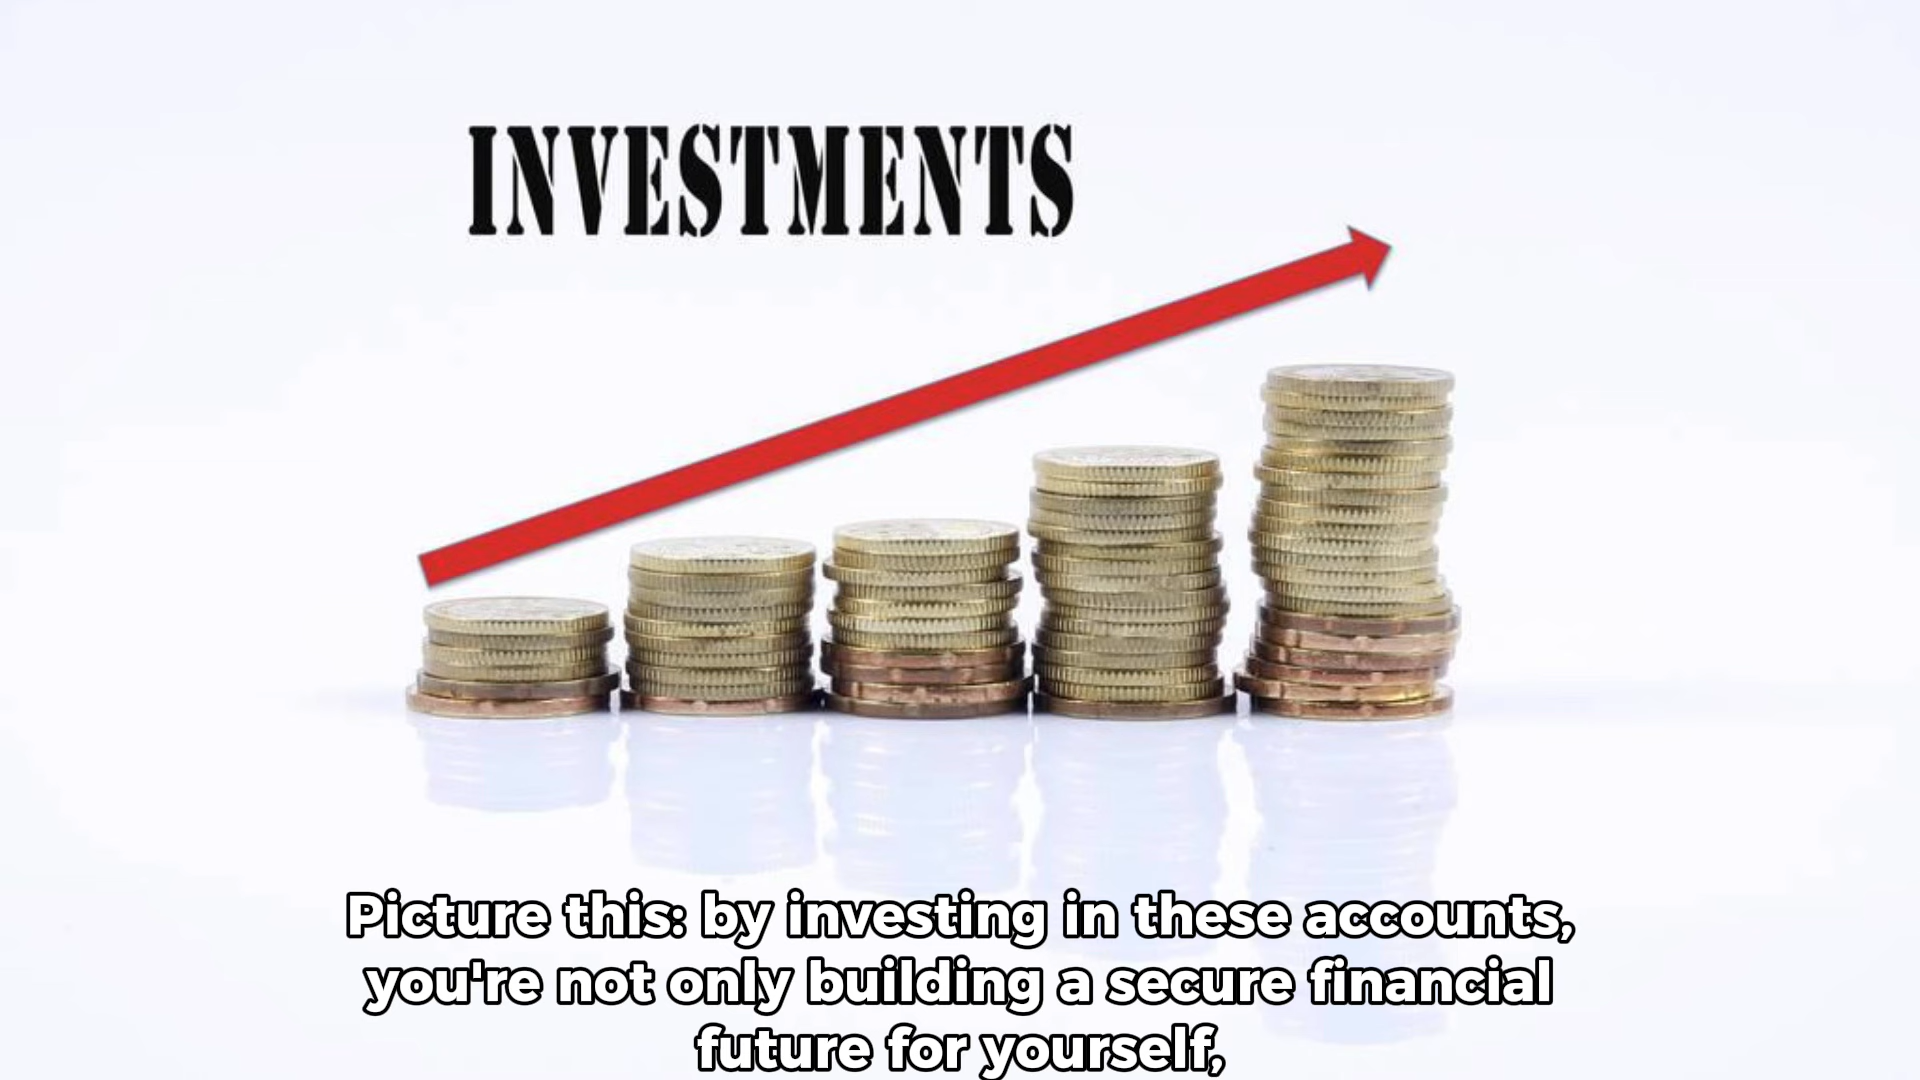 INVESTMENTS
Picture this: by investing in these accounts,
you're not only building a secure financial
future for yourself,